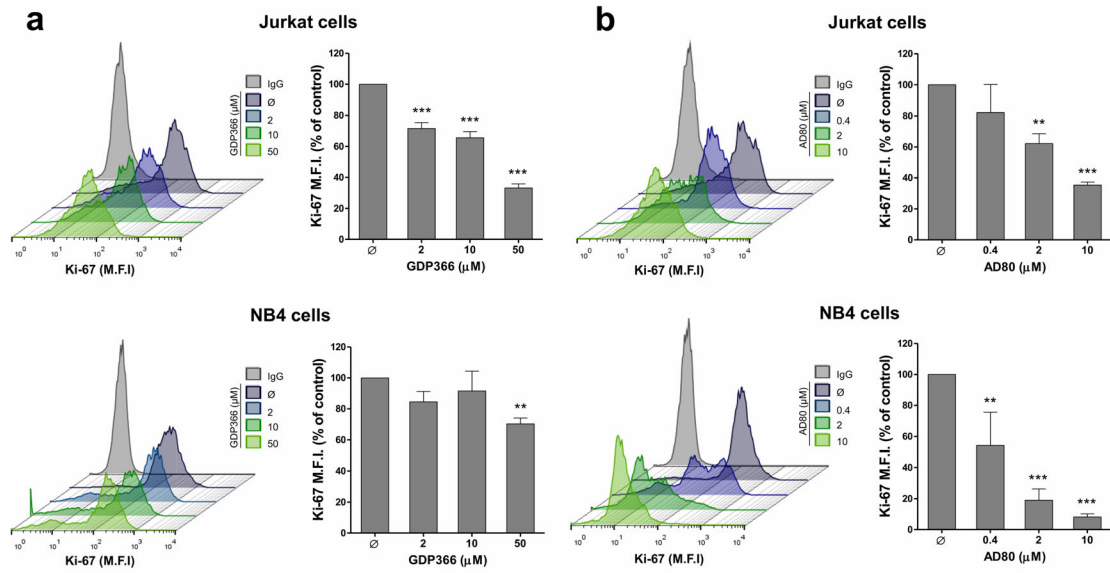 a
Jurkat cells
IgG
Ø
2
10
50
GDP366 (µM)
10⁰ 10¹ 10² 10³ 10⁴
Ki-67 (M.F.I)
Ki-67 M.F.I. (% of control)
120
100
80
60
40
20
0
***
***
***
Ø 2 10 50
GDP366 (µM)
NB4 cells
IgG
Ø
2
10
50
GDP366 (µM)
10⁰ 10¹ 10² 10³ 10⁴
Ki-67 (M.F.I)
Ki-67 M.F.I. (% of control)
120
100
80
60
40
20
0
**
Ø 2 10 50
GDP366 (µM)
b
Jurkat cells
IgG
Ø
0.4
2
10
AD80 (µM)
10⁰ 10¹ 10² 10³ 10⁴
Ki-67 (M.F.I)
Ki-67 M.F.I. (% of control)
120
100
80
60
40
20
0
**
***
Ø 0.4 2 10
AD80 (µM)
NB4 cells
IgG
Ø
0.4
2
10
AD80 (µM)
10⁰ 10¹ 10² 10³ 10⁴
Ki-67 (M.F.I)
Ki-67 M.F.I. (% of control)
120
100
80
60
40
20
0
**
***
***
Ø 0.4 2 10
AD80 (µM)